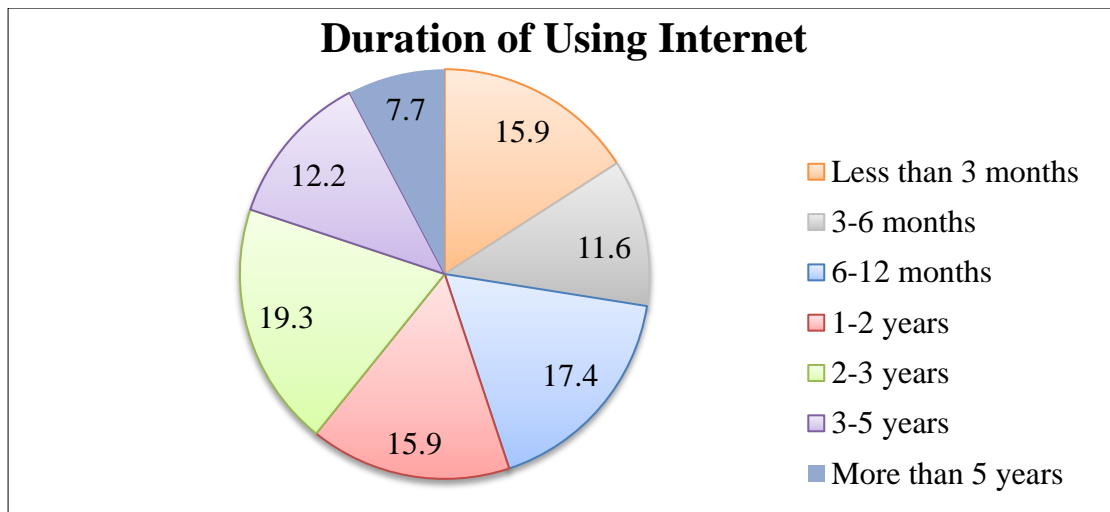 Duration of Using Internet
7.7
15.9
12.2
11.6
19.3
17.4
15.9
Less than 3 months
3-6 months
6-12 months
1-2 years
2-3 years
3-5 years
More than 5 years